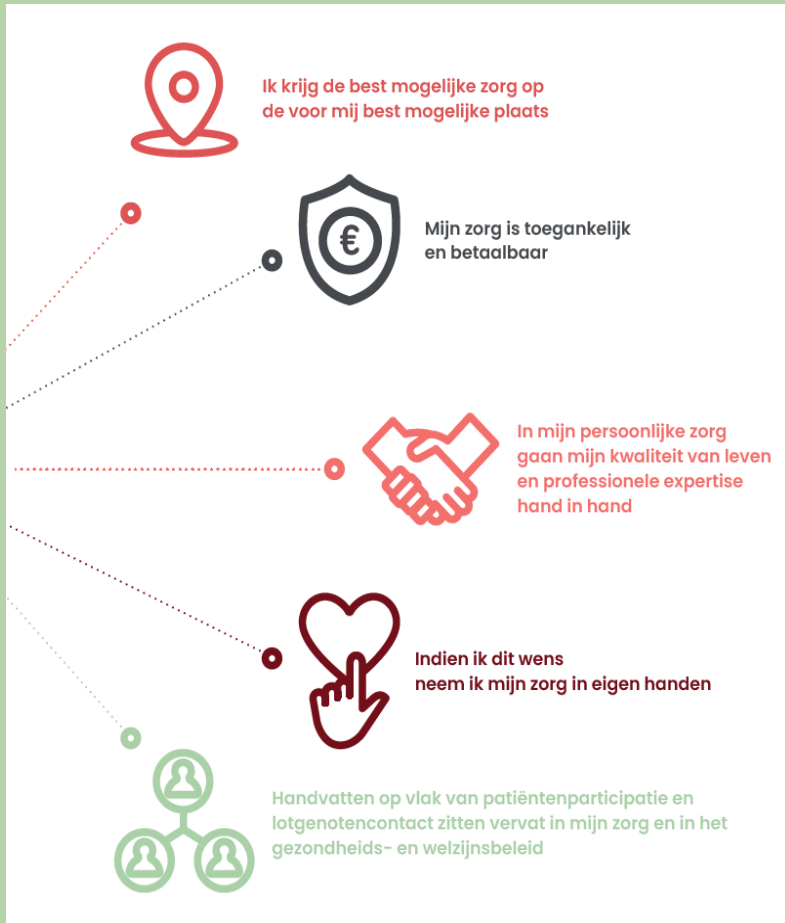 Ik krijg de best mogelijke zorg op
de voor mij best mogelijke plaats
€
Mijn zorg is toegankelijk
en betaalbaar
In mijn persoonlijke zorg
gaan mijn kwaliteit van leven
en professionele expertise
hand in hand
Indien ik dit wens
neem ik mijn zorg in eigen handen
Handvatten op vlak van patiëntenparticipatie en
lotgenotencontact zitten vervat in mijn zorg en in het
gezondheids- en welzijnsbeleid